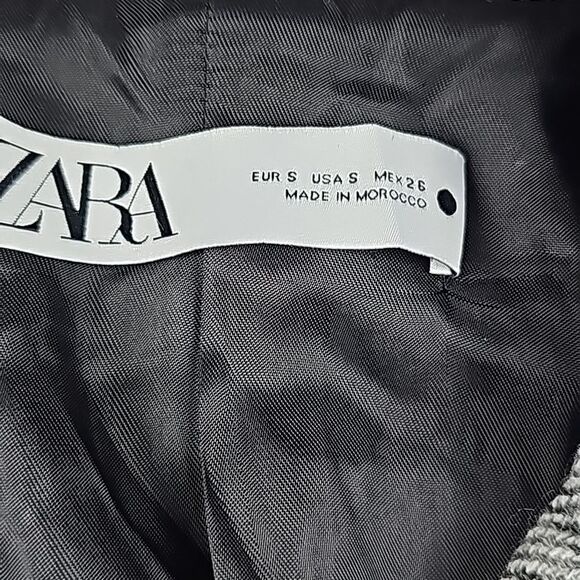 ZARA
EUR S USA S MEX 26
MADE IN MOROCCO